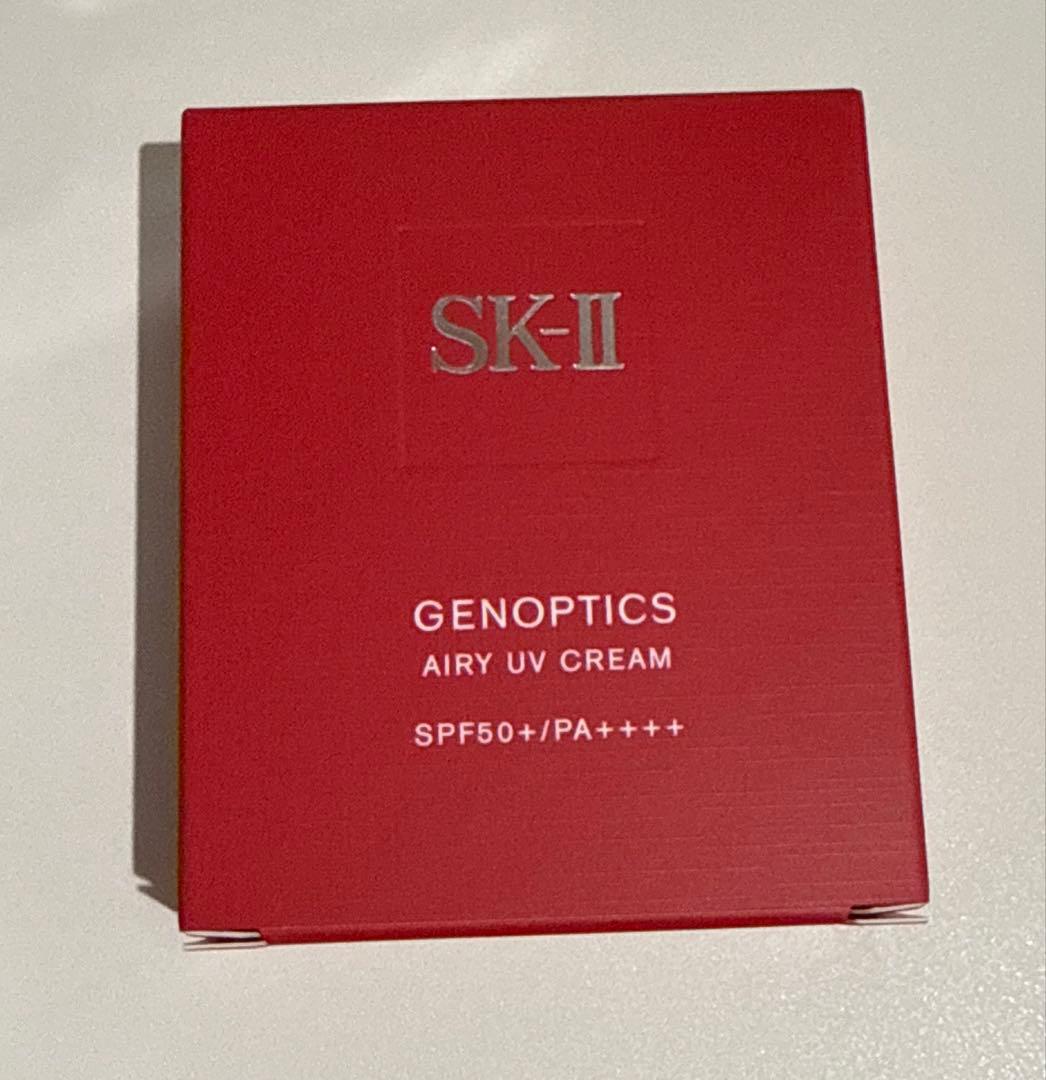 SK-II
GENOPTICS
AIRY UV CREAM
SPF50+/PA++++